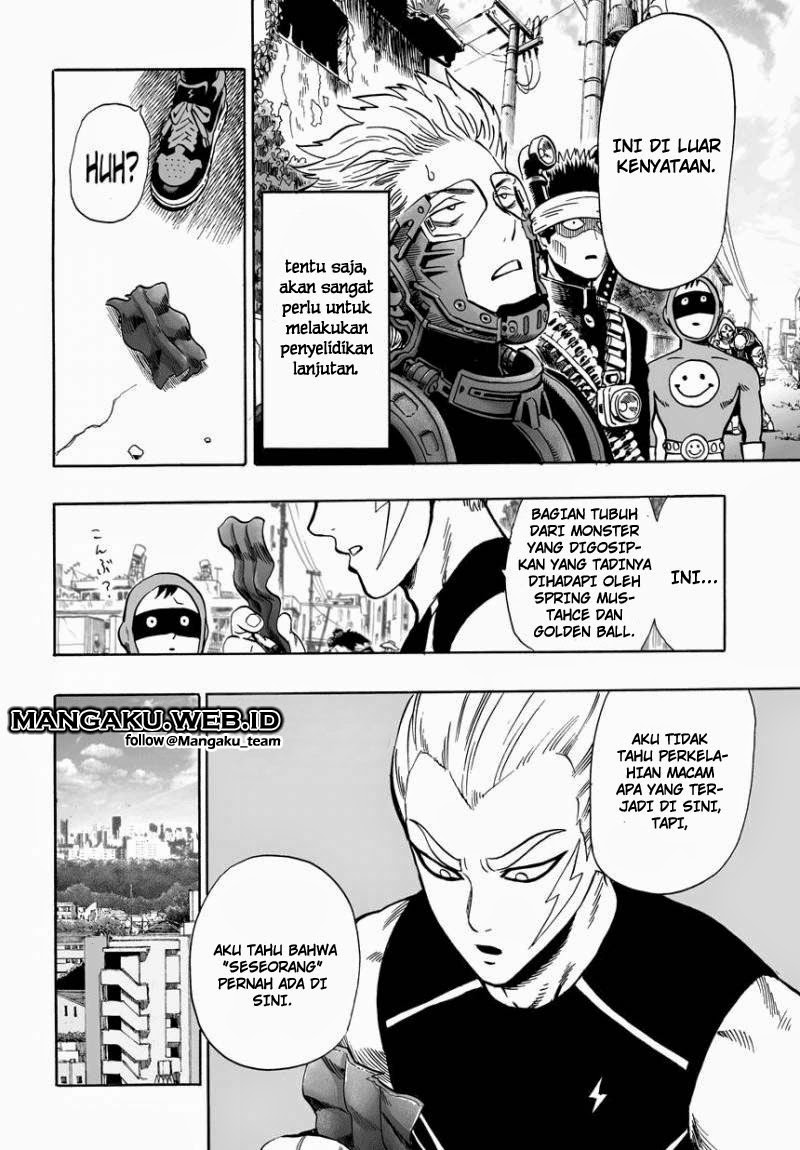 INI DI LUAR
KENYATAAN.
tentu saja,
akan sangat
perlu untuk
melakukan
penyelidikan
lanjutan.
HUH?
INI...
BAGIAN TUBUH
DARI MONSTER
YANG DIGOSIP-
KAN YANG TADINYA
DIHADAPI OLEH
SPRING MUS-
TAHCE DAN
GOLDEN BALL.
こんぶ?
AKU TIDAK
TAHU PERKELA-
HIAN MACAM
APA YANG TER-
JADI DI SINI,
TAPI,
AKU TAHU BAHWA
"SESEORANG"
PERNAH ADA DI
SINI.
MANGAKU.WEB.ID
follow @Mangaku_team